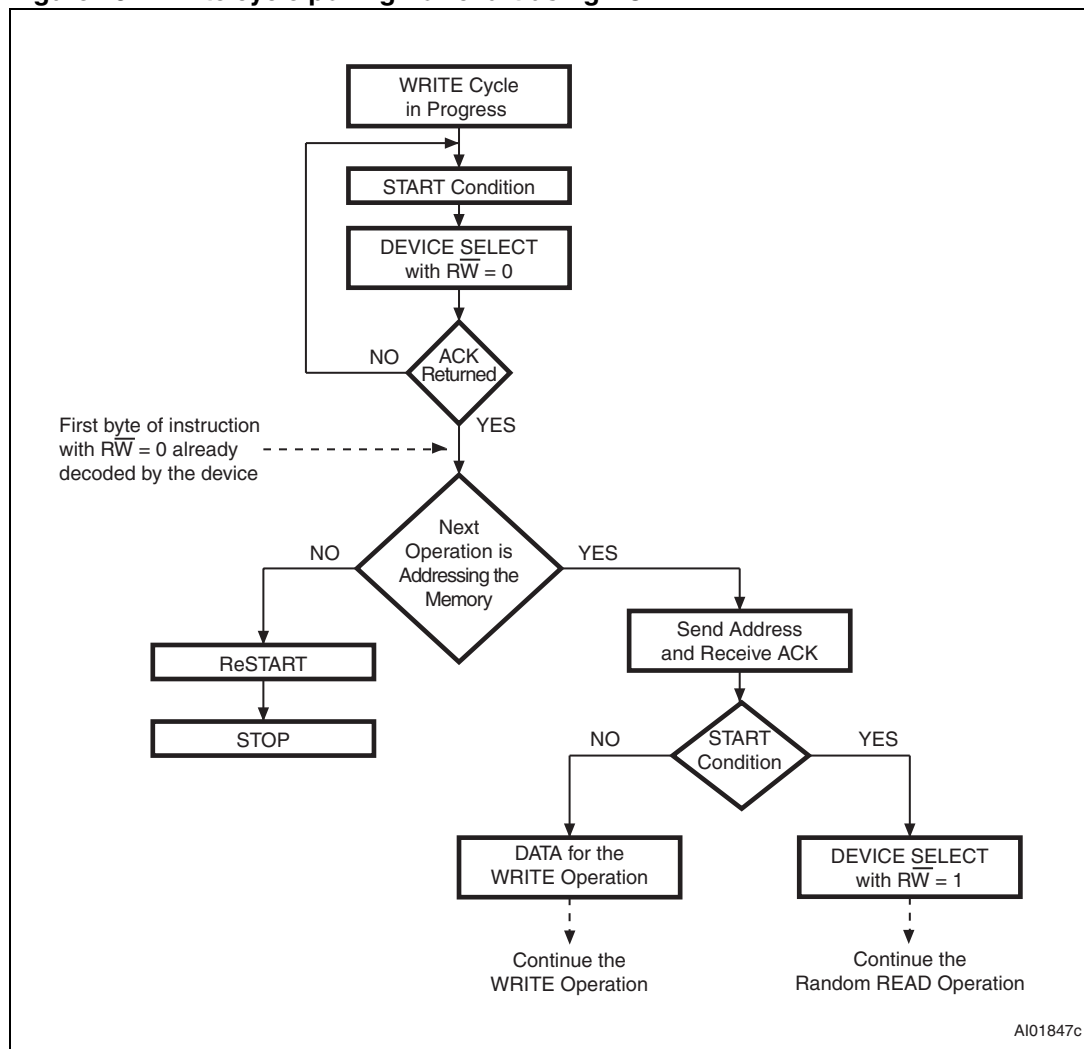 WRITE Cycle
in Progress
START Condition
DEVICE SELECT
with RW̅ = 0
NO
ACK
Returned
YES
First byte of instruction
with RW̅ = 0 already
decoded by the device
Next
Operation is
Addressing the
Memory
NO
YES
Send Address
and Receive ACK
ReSTART
STOP
START
Condition
NO
YES
DATA for the
WRITE Operation
DEVICE SELECT
with RW̅ = 1
Continue the
WRITE Operation
Continue the
Random READ Operation
AI01847c